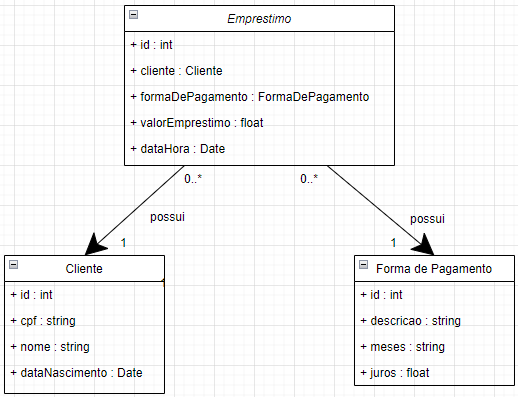 Emprestimo
+ id : int
+ cliente : Cliente
+ formaDePagamento : FormaDePagamento
+ valorEmprestimo : float
+ dataHora : Date
0..*
0..*
possui
possui
1
1
Cliente
+ id : int
+ cpf : string
+ nome : string
+ dataNascimento : Date
Forma de Pagamento
+ id : int
+ descricao : string
+ meses : string
+ juros : float